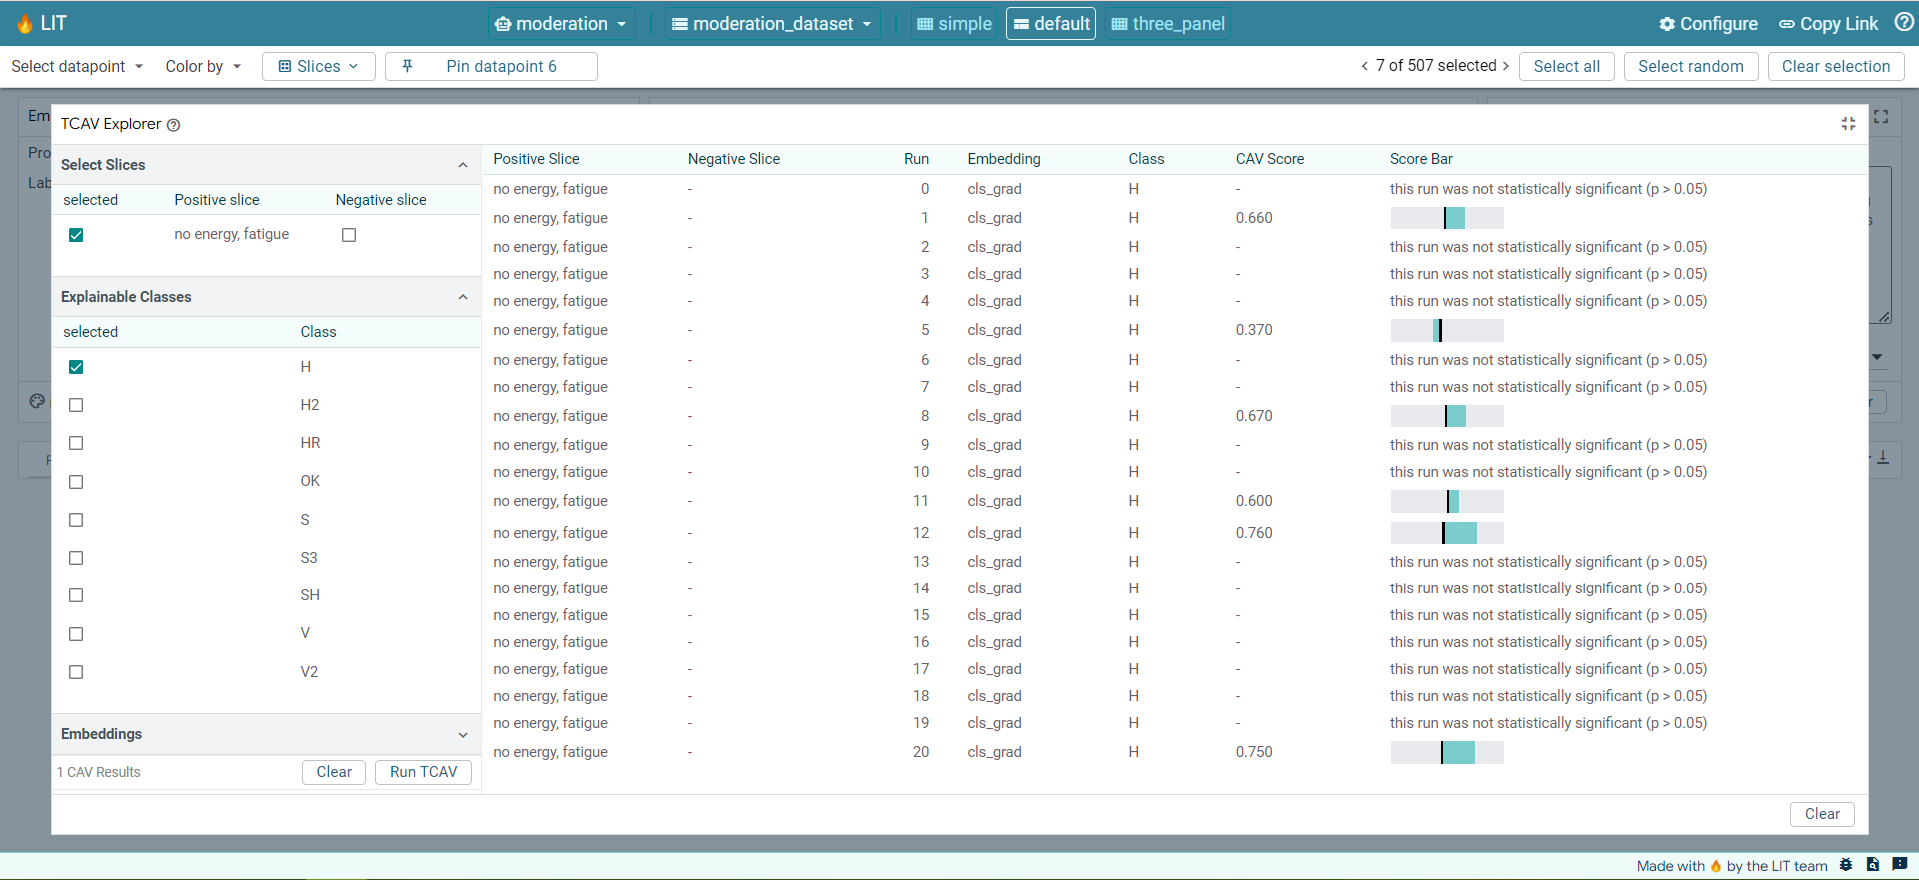 LIT moderation moderation_dataset simple default three_panel Configure Copy Link
Select datapoint Color by Slices Pin datapoint 6 7 of 507 selected Select all Select random Clear selection
Em
Pro
Lab
TCAV Explorer
Select Slices
selected Positive slice Negative slice
no energy, fatigue
Explainable Classes
selected Class
H
H2
HR
OK
S
S3
SH
V
V2
Embeddings
1 CAV Results Clear Run TCAV
Positive Slice Negative Slice Run Embedding Class CAV Score Score Bar
no energy, fatigue - 0 cls_grad H - this run was not statistically significant (p > 0.05)
no energy, fatigue - 1 cls_grad H 0.660
no energy, fatigue - 2 cls_grad H - this run was not statistically significant (p > 0.05)
no energy, fatigue - 3 cls_grad H - this run was not statistically significant (p > 0.05)
no energy, fatigue - 4 cls_grad H - this run was not statistically significant (p > 0.05)
no energy, fatigue - 5 cls_grad H 0.370
no energy, fatigue - 6 cls_grad H - this run was not statistically significant (p > 0.05)
no energy, fatigue - 7 cls_grad H - this run was not statistically significant (p > 0.05)
no energy, fatigue - 8 cls_grad H 0.670
no energy, fatigue - 9 cls_grad H - this run was not statistically significant (p > 0.05)
no energy, fatigue - 10 cls_grad H - this run was not statistically significant (p > 0.05)
no energy, fatigue - 11 cls_grad H 0.600
no energy, fatigue - 12 cls_grad H 0.760
no energy, fatigue - 13 cls_grad H - this run was not statistically significant (p > 0.05)
no energy, fatigue - 14 cls_grad H - this run was not statistically significant (p > 0.05)
no energy, fatigue - 15 cls_grad H - this run was not statistically significant (p > 0.05)
no energy, fatigue - 16 cls_grad H - this run was not statistically significant (p > 0.05)
no energy, fatigue - 17 cls_grad H - this run was not statistically significant (p > 0.05)
no energy, fatigue - 18 cls_grad H - this run was not statistically significant (p > 0.05)
no energy, fatigue - 19 cls_grad H - this run was not statistically significant (p > 0.05)
no energy, fatigue - 20 cls_grad H 0.750
Clear
Made with 🔥 by the LIT team